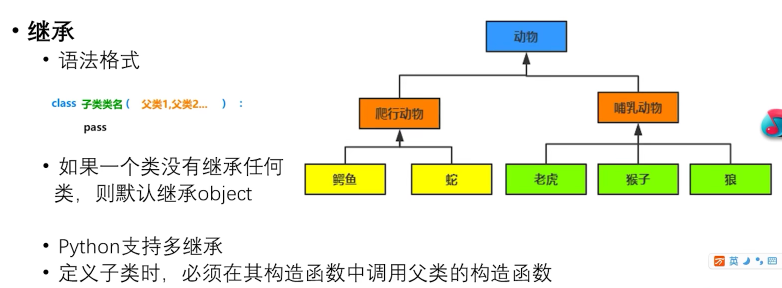 继承
语法格式
class 子类类名( 父类1,父类2... ) :
pass
如果一个类没有继承任何
类，则默认继承object
Python支持多继承
定义子类时，必须在其构造函数中调用父类的构造函数
动物
爬行动物
哺乳动物
鳄鱼
蛇
老虎
猴子
狼
英